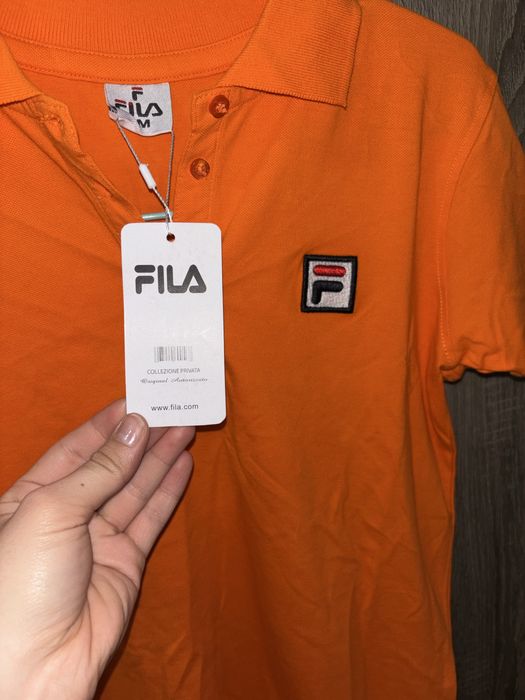 F
FILA
M
F
FILA
COLLEZIONE PRIVATA
Original Autorizzato
www.fila.com